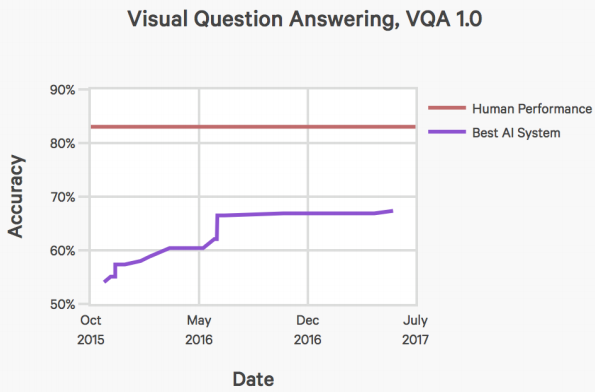 Visual Question Answering, VQA 1.0
90%
80%
70%
60%
50%
Accuracy
Human Performance
Best AI System
Oct
2015
May
2016
Dec
2016
July
2017
Date